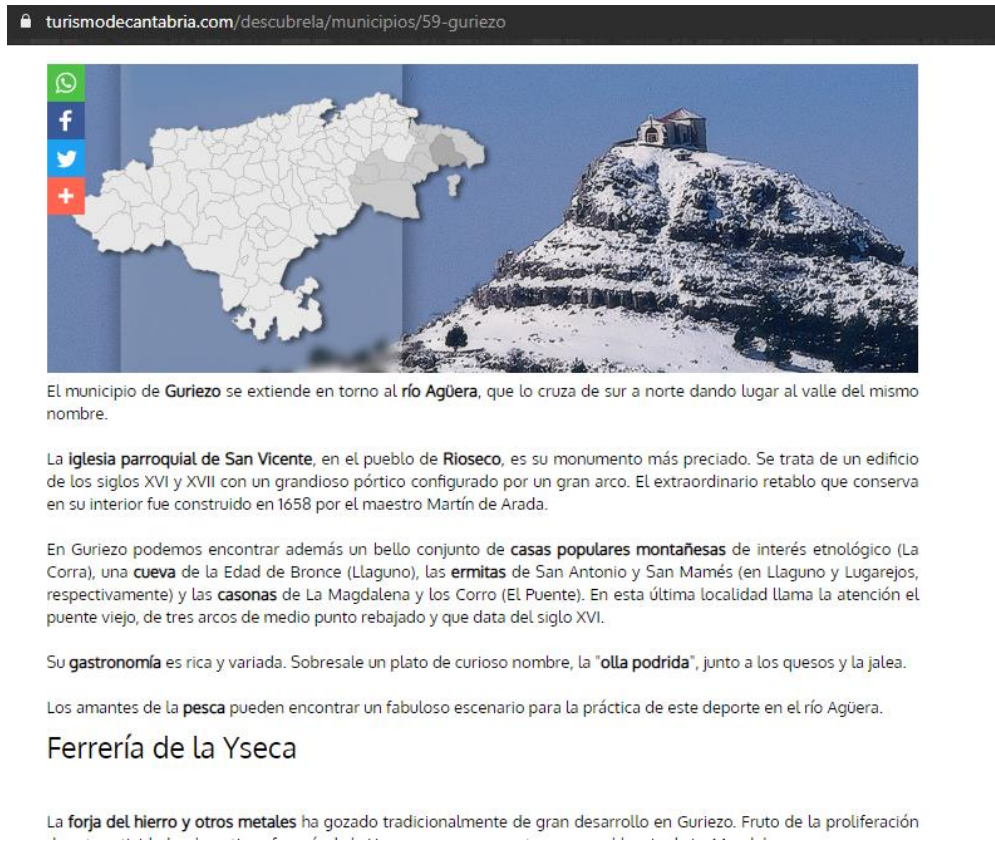 turismodecantabria.com/descubrela/municipios/59-guriezo
El municipio de Guriezo se extiende en torno al río Agüera, que lo cruza de sur a norte dando lugar al valle del mismo
nombre.
La iglesia parroquial de San Vicente, en el pueblo de Rioseco, es su monumento más preciado. Se trata de un edificio
de los siglos XVI y XVII con un grandioso pórtico configurado por un gran arco. El extraordinario retablo que conserva
en su interior fue construido en 1658 por el maestro Martín de Arada.
En Guriezo podemos encontrar además un bello conjunto de casas populares montañesas de interés etnológico (La
Corra), una cueva de la Edad de Bronce (Llaguno), las ermitas de San Antonio y San Mamés (en Llaguno y Lugarejos,
respectivamente) y las casonas de La Magdalena y los Corro (El Puente). En esta última localidad llama la atención el
puente viejo, de tres arcos de medio punto rebajado y que data del siglo XVI.
Su gastronomía es rica y variada. Sobresale un plato de curioso nombre, la "olla podrida", junto a los quesos y la jalea.
Los amantes de la pesca pueden encontrar un fabuloso escenario para la práctica de este deporte en el río Agüera.
Ferrería de la Yseca
La forja del hierro y otros metales ha gozado tradicionalmente de gran desarrollo en Guriezo. Fruto de la proliferación